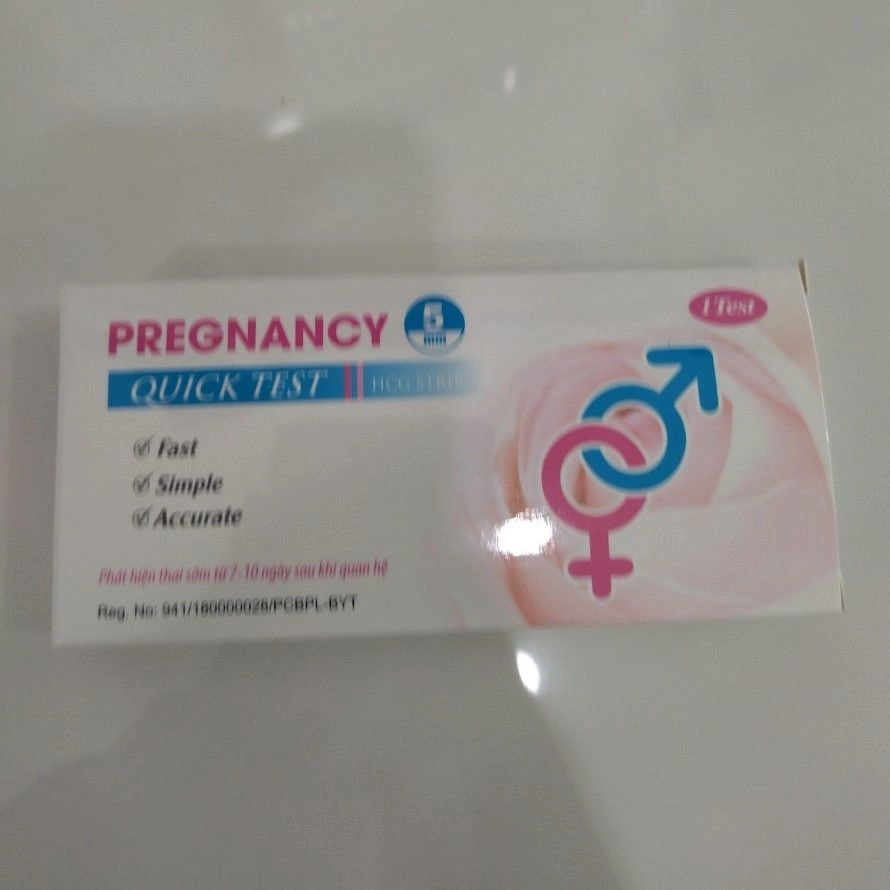 PREGNANCY
5
mm
1 Test
QUICK TEST HCG STRIP
Fast
Simple
Accurate
Phát hiện thai sớm từ 7-10 ngày sau khi quan hệ
Reg. No: 941/180000028/PCBPL-BYT